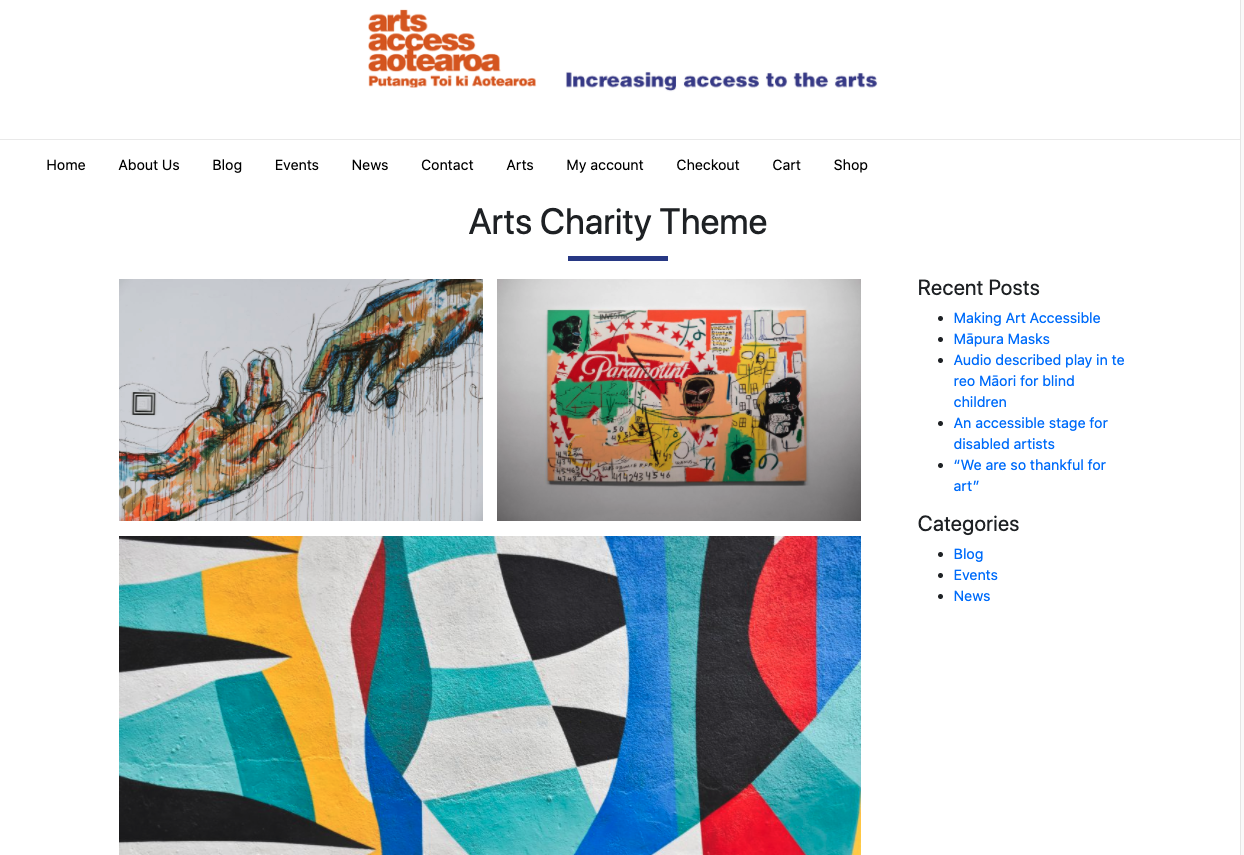 arts
access
aotearoa
Putanga Toi ki Aotearoa
Increasing access to the arts
Home About Us Blog Events News Contact Arts My account Checkout Cart Shop
Arts Charity Theme
Paramount
Recent Posts
Making Art Accessible
Māpura Masks
Audio described play in te
reo Māori for blind
children
An accessible stage for
disabled artists
“We are so thankful for
art”
Categories
Blog
Events
News